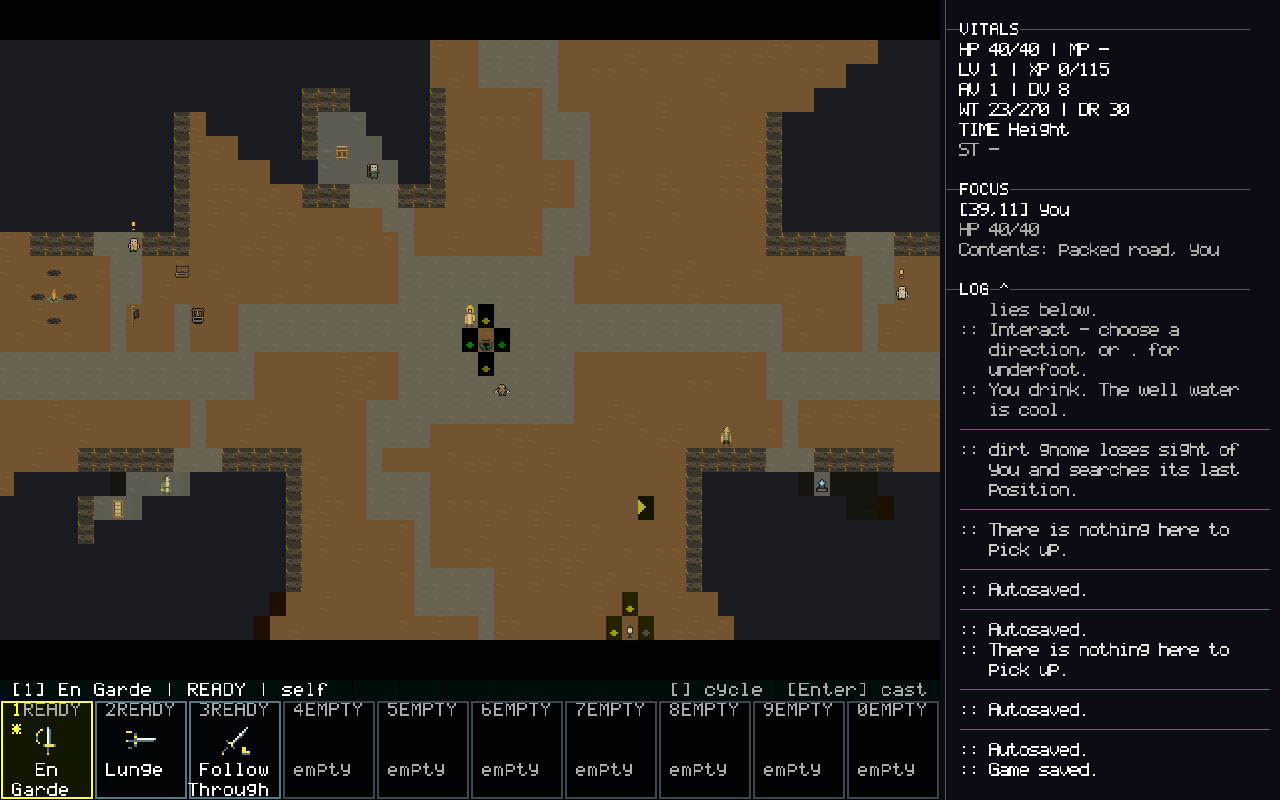 VITALS
HP 40/40 | MP -
LV 1 | XP 0/115
AV 1 | DV 8
WT 23/270 | DR 30
TIME Height
ST -
FOCUS
[39,11] You
HP 40/40
Contents: Packed road, You
LOG ^
lies below.
:: Interact - choose a
direction, or . for
underfoot.
:: You drink. The well water
is cool.
:: dirt gnome loses sight of
you and searches its last
position.
:: There is nothing here to
pick up.
:: Autosaved.
:: Autosaved.
:: There is nothing here to
pick up.
:: Autosaved.
:: Autosaved.
:: Game saved.
[1] En Garde | READY | self
[] cycle [Enter] cast
1READY 2READY 3READY 4EMPTY 5EMPTY 6EMPTY 7EMPTY 8EMPTY 9EMPTY 0EMPTY
*
En Garde
Lunge
Follow Through
empty empty empty empty empty empty empty